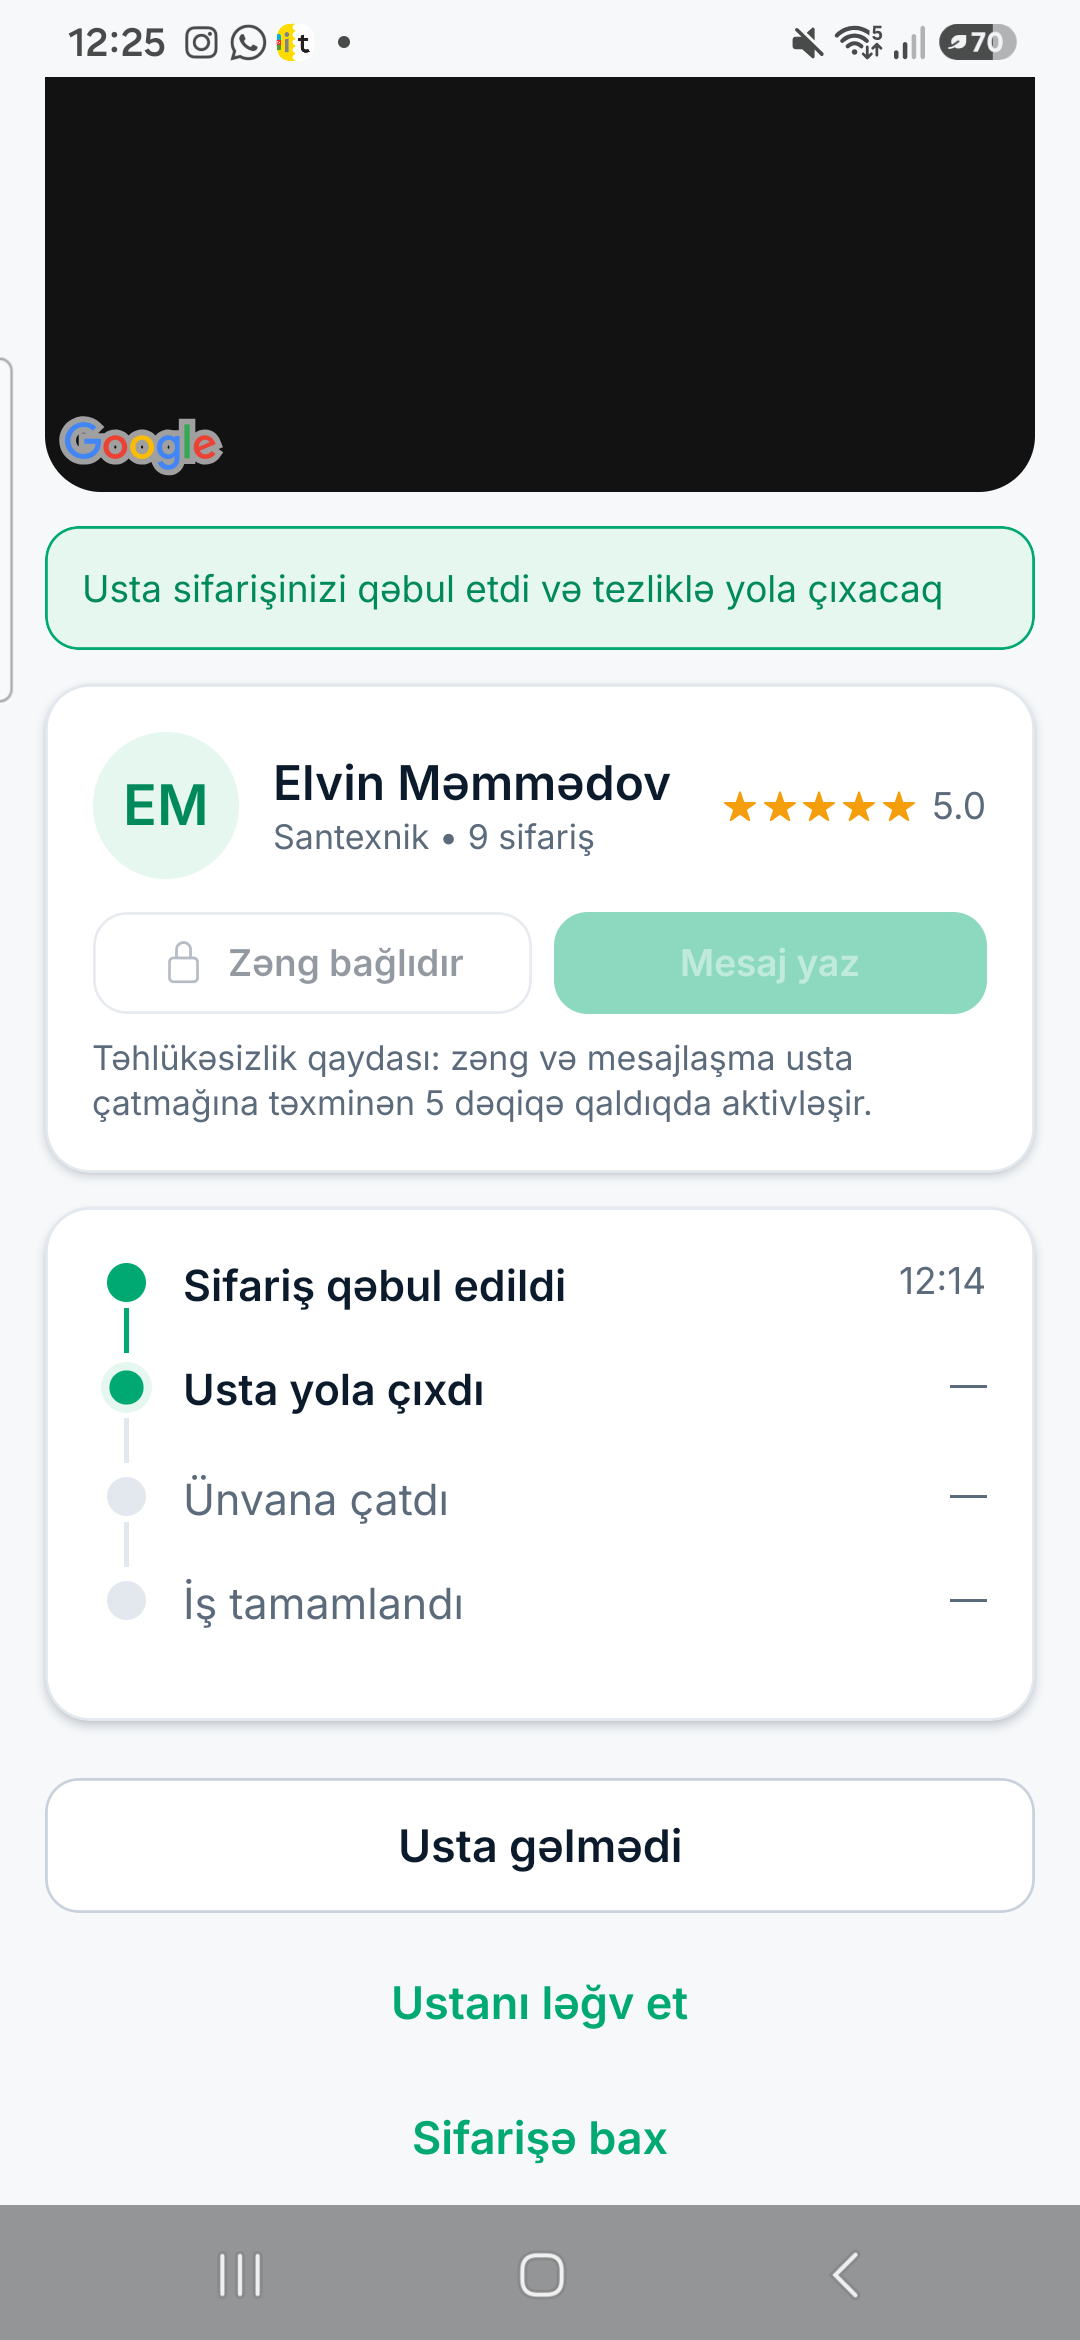 12:25
it
5
70
Google
Usta sifarişinizi qəbul etdi və tezliklə yola çıxacaq
EM
Elvin Məmmədov
Santexnik • 9 sifariş
5.0
Zəng bağlıdır
Mesaj yaz
Təhlükəsizlik qaydası: zəng və mesajlaşma usta
çatmağına təxminən 5 dəqiqə qaldıqda aktivləşir.
Sifariş qəbul edildi
12:14
Usta yola çıxdı
—
Ünvana çatdı
—
İş tamamlandı
—
Usta gəlmədi
Ustanı ləğv et
Sifarişə bax